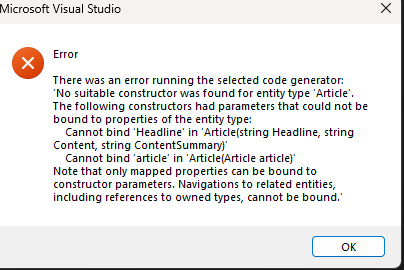 Microsoft Visual Studio
Error
There was an error running the selected code generator:
'No suitable constructor was found for entity type 'Article'.
The following constructors had parameters that could not be
bound to properties of the entity type:
Cannot bind 'Headline' in 'Article(string Headline, string
Content, string ContentSummary)'
Cannot bind 'article' in 'Article(Article article)'
Note that only mapped properties can be bound to
constructor parameters. Navigations to related entities,
including references to owned types, cannot be bound.'
OK